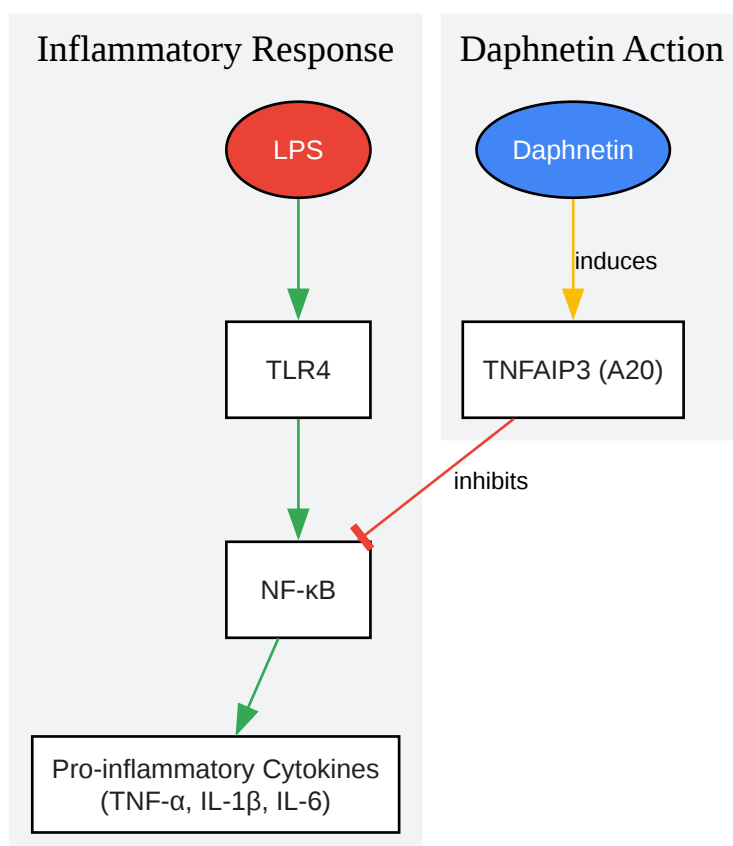 Inflammatory Response
LPS
TLR4
NF-κB
Pro-inflammatory Cytokines
(TNF-α, IL-1β, IL-6)
Daphnetin Action
Daphnetin
induces
TNFAIP3 (A20)
inhibits